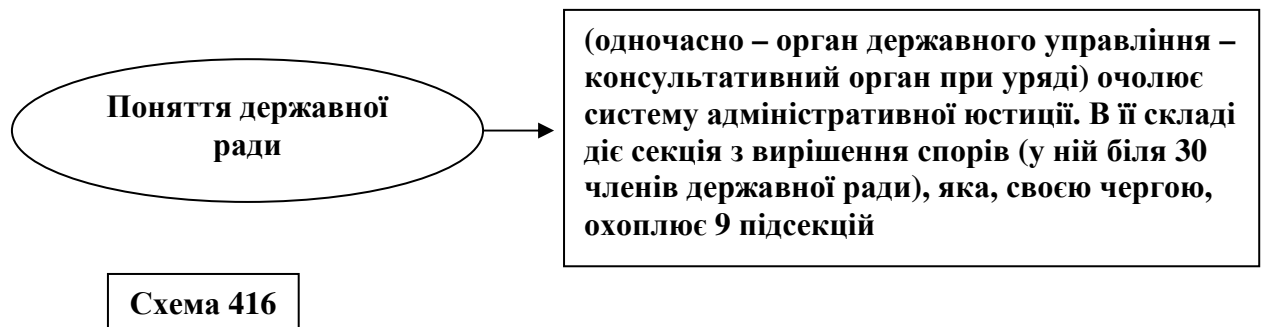 Поняття державної
ради
(одночасно – орган державного управління –
консультативний орган при уряді) очолює
систему адміністративної юстиції. В її складі
діє секція з вирішення спорів (у ній біля 30
членів державної ради), яка, своєю чергою,
охоплює 9 підсекцій
Схема 416